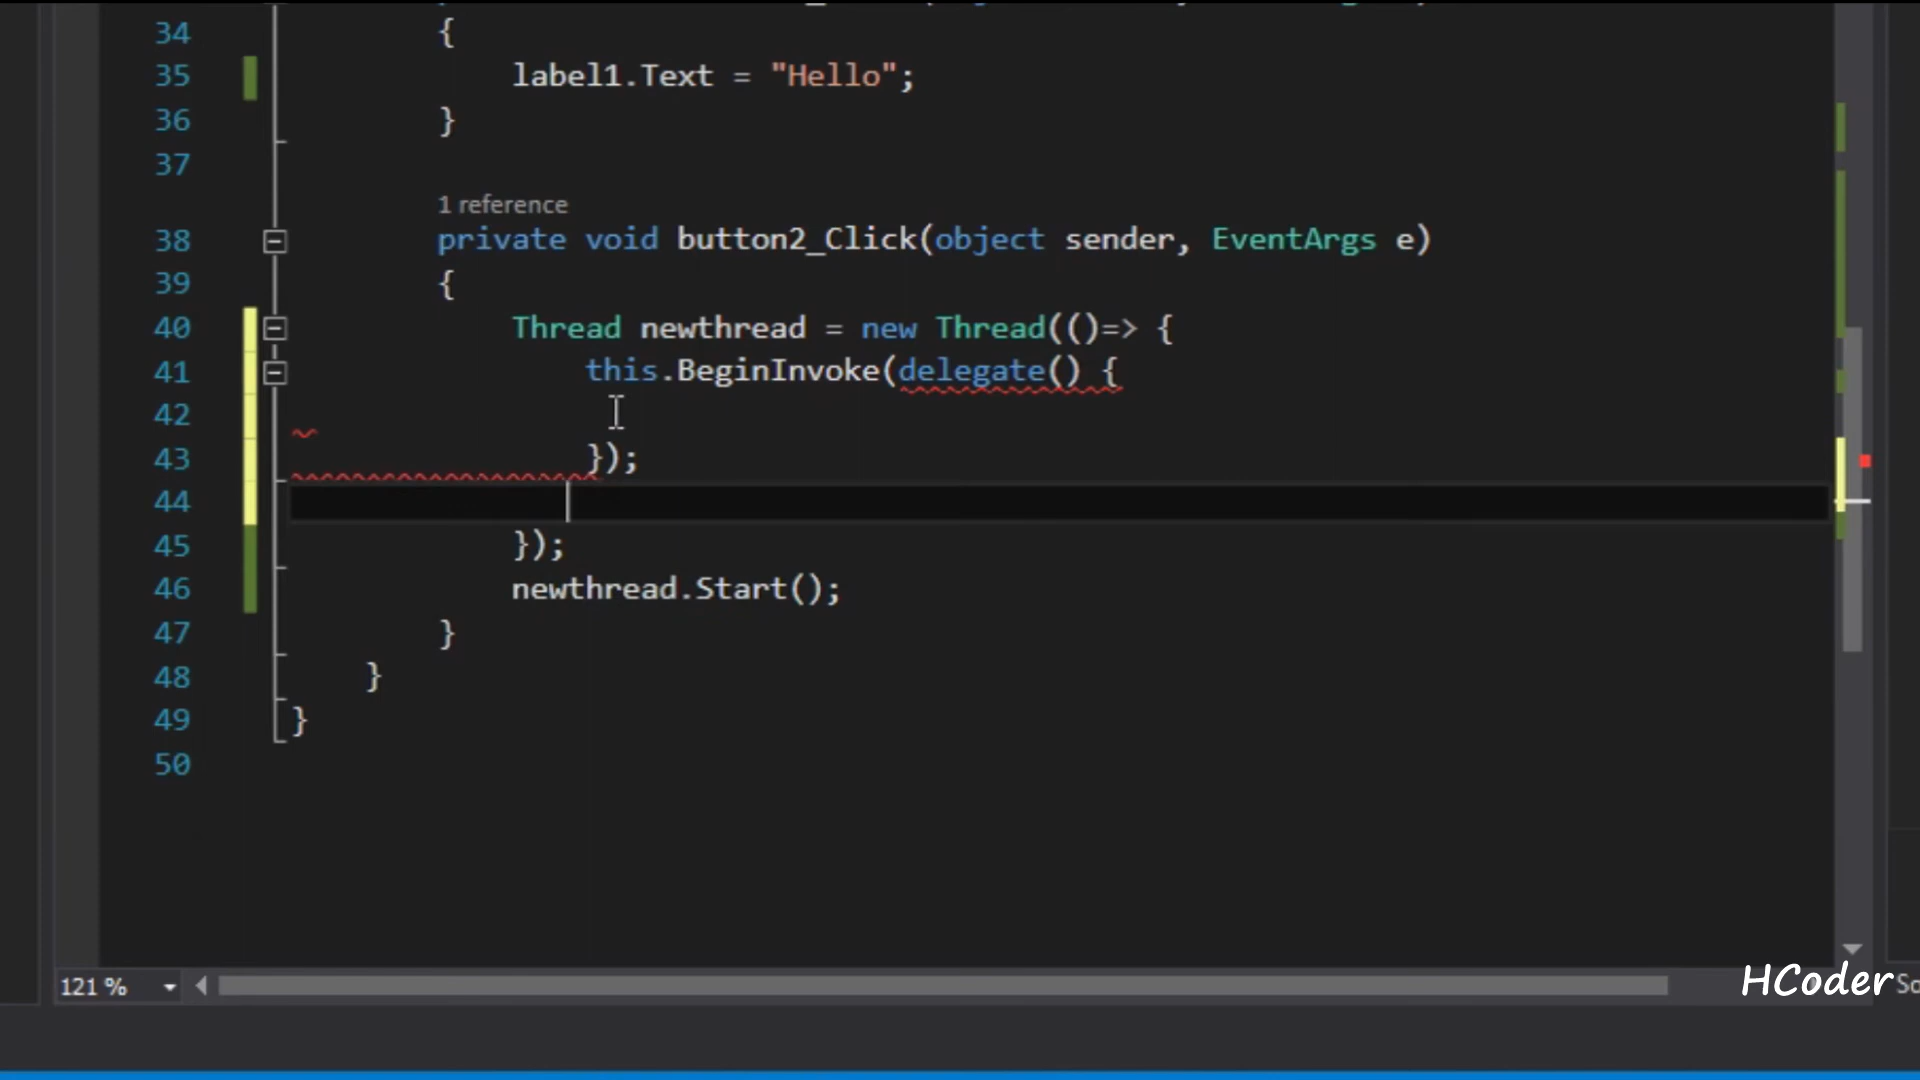 34 {
35 label1.Text = "Hello";
36 }
37
1 reference
38 private void button2_Click(object sender, EventArgs e)
39 {
40 Thread newthread = new Thread(()=> {
41 this.BeginInvoke(delegate() {
42
43 });
44
45 });
46 newthread.Start();
47 }
48 }
49 }
50
121 %
HCoder